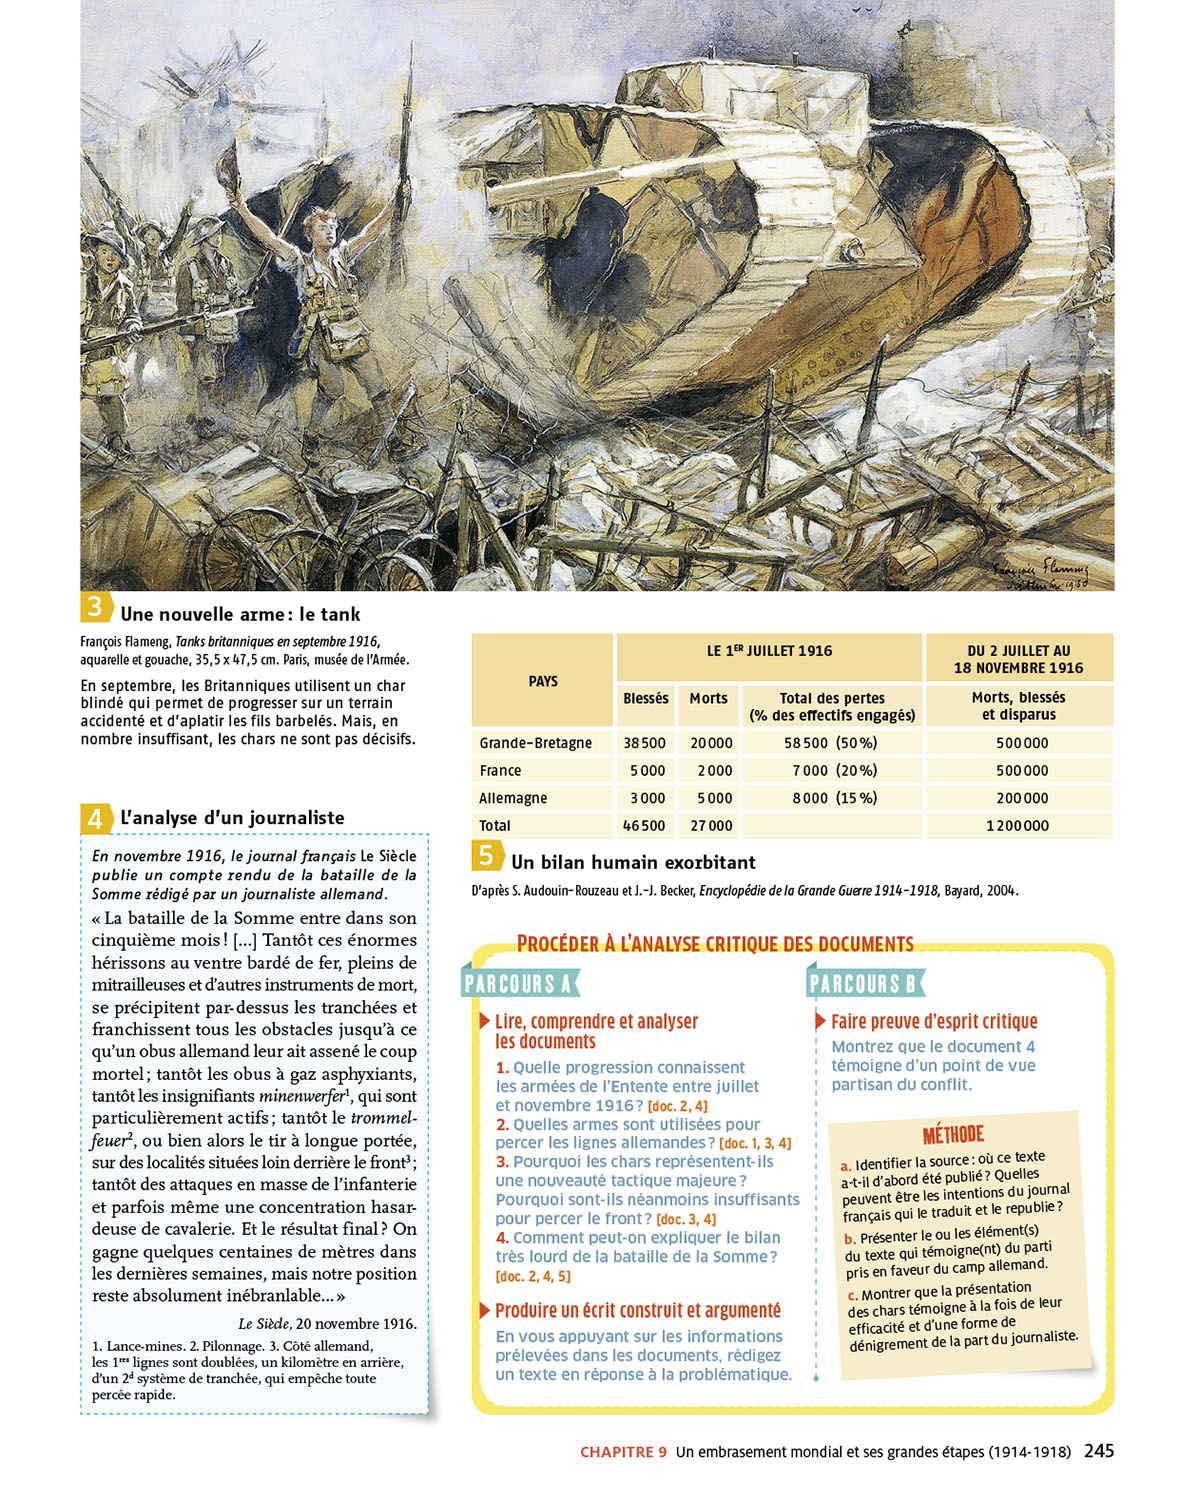 François Flameng
3 Une nouvelle arme : le tank
François Flameng, Tanks britanniques en septembre 1916,
aquarelle et gouache, 35,5 x 47,5 cm. Paris, musée de l'Armée.
En septembre, les Britanniques utilisent un char
blindé qui permet de progresser sur un terrain
accidenté et d'aplatir les fils barbelés. Mais, en
nombre insuffisant, les chars ne sont pas décisifs.
4 L'analyse d'un journaliste
En novembre 1916, le journal français Le Siècle
publie un compte rendu de la bataille de la
Somme rédigé par un journaliste allemand.
« La bataille de la Somme entre dans son
cinquième mois ! [...] Tantôt ces énormes
hérissons au ventre bardé de fer, pleins de
mitrailleuses et d'autres instruments de mort,
se précipitent par-dessus les tranchées et
franchissent tous les obstacles jusqu'à ce
qu'un obus allemand leur ait assené le coup
mortel ; tantôt les obus à gaz asphyxiants,
tantôt les insignifiants minenwerfer¹, qui sont
particulièrement actifs ; tantôt le trommel-
feuer², ou bien alors le tir à longue portée,
sur des localités situées loin derrière le front³ ;
tantôt des attaques en masse de l'infanterie
et parfois même une concentration hasar-
deuse de cavalerie. Et le résultat final ? On
gagne quelques centaines de mètres dans
les dernières semaines, mais notre position
reste absolument inébranlable... »
Le Siècle, 20 novembre 1916.
1. Lance-mines. 2. Pilonnage. 3. Côté allemand,
les 1res lignes sont doublées, un kilomètre en arrière,
d'un 2d système de tranchée, qui empêche toute
percée rapide.
PAYS LE 1ER JUILLET 1916 DU 2 JUILLET AU
18 NOVEMBRE 1916
Blessés Morts Total des pertes
(% des effectifs engagés) Morts, blessés
et disparus
Grande-Bretagne 38 500 20 000 58 500 (50 %) 500 000
France 5 000 2 000 7 000 (20 %) 500 000
Allemagne 3 000 5 000 8 000 (15 %) 200 000
Total 46 500 27 000 1 200 000
5 Un bilan humain exorbitant
D'après S. Audouin-Rouzeau et J.-J. Becker, Encyclopédie de la Grande Guerre 1914-1918, Bayard, 2004.
PROCÉDER À L'ANALYSE CRITIQUE DES DOCUMENTS
PARCOURS A
Lire, comprendre et analyser
les documents
1. Quelle progression connaissent
les armées de l'Entente entre juillet
et novembre 1916 ? [doc. 2, 4]
2. Quelles armes sont utilisées pour
percer les lignes allemandes ? [doc. 1, 3, 4]
3. Pourquoi les chars représentent-ils
une nouveauté tactique majeure ?
Pourquoi sont-ils néanmoins insuffisants
pour percer le front ? [doc. 3, 4]
4. Comment peut-on expliquer le bilan
très lourd de la bataille de la Somme ?
[doc. 2, 4, 5]
Produire un écrit construit et argumenté
En vous appuyant sur les informations
prélevées dans les documents, rédigez
un texte en réponse à la problématique.
PARCOURS B
Faire preuve d'esprit critique
Montrez que le document 4
témoigne d'un point de vue
partisan du conflit.
MÉTHODE
a. Identifier la source : où ce texte
a-t-il d'abord été publié ? Quelles
peuvent être les intentions du journal
français qui le traduit et le republie ?
b. Présenter le ou les élément(s)
du texte qui témoigne(nt) du parti
pris en faveur du camp allemand.
c. Montrer que la présentation
des chars témoigne à la fois de leur
efficacité et d'une forme de
dénigrement de la part du journaliste.
CHAPITRE 9 Un embrasement mondial et ses grandes étapes (1914-1918) 245